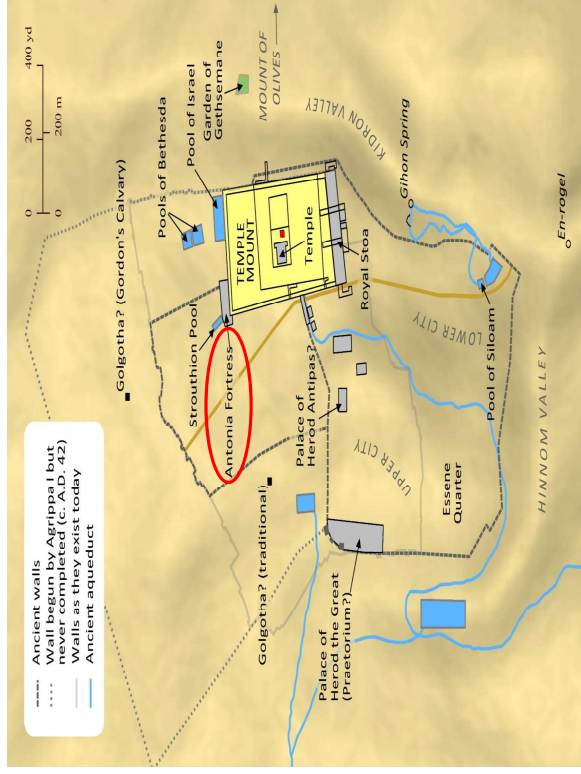 Ancient walls
Wall begun by Agrippa I but
never completed (c. A.D. 42)
Walls as they exist today
Ancient aqueduct
0 200 400 yd
0 200 m
Golgotha? (Gordon's Calvary)
Pools of Bethesda
Pool of Israel
Garden of
Gethsemane
MOUNT OF
OLIVES
KIDRON VALLEY
Strouthion Pool
Antonia Fortress
TEMPLE
MOUNT
Temple
Royal Stoa
Gihon Spring
Golgotha? (traditional)
Palace of
Herod Antipas?
LOWER CITY
UPPER CITY
Palace of
Herod the Great
(Praetorium?)
Essene
Quarter
Pool of Siloam
En-rogel
HINNOM VALLEY